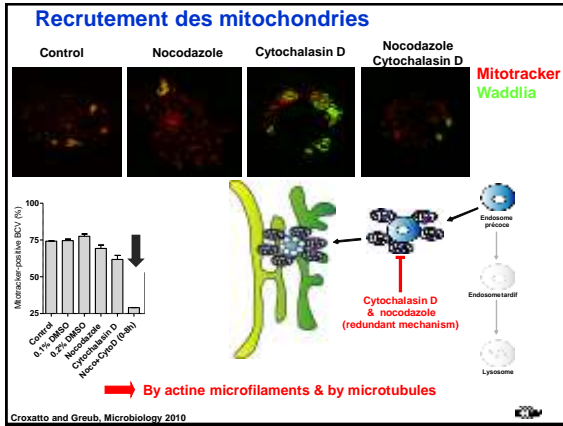 Recrutement des mitochondries
Control
Nocodazole
Cytochalasin D
Nocodazole
Cytochalasin D
Mitotracker
Waddlia
Mitotracker-positive BCV (%)
100
75
50
25
Control
0.1% DMSO
0.2% DMSO
Nocodazole
Cytochalasin D
Noco+CytoD (0-8h)
Endosome
précoce
Cytochalasin D
& nocodazole
(redundant mechanism)
Endosome tardif
Lysosome
By actine microfilaments & by microtubules
Croxatto and Greub, Microbiology 2010